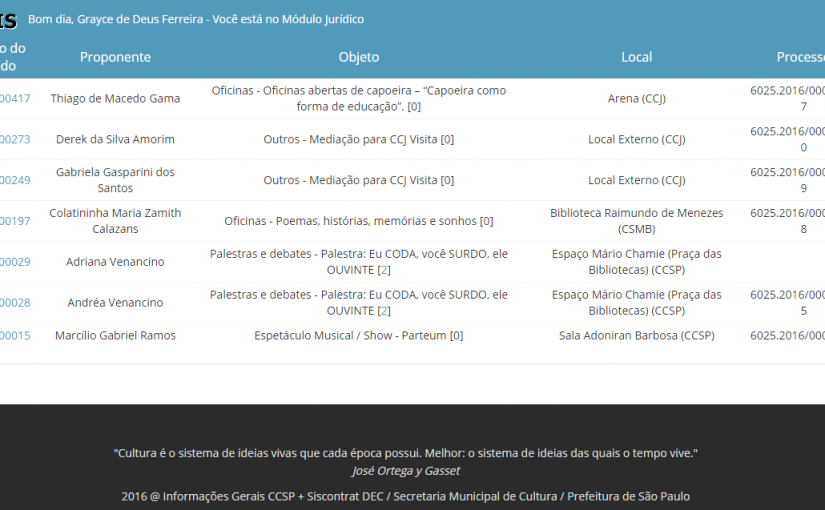 IS Bom dia, Grayce de Deus Ferreira - Você está no Módulo Jurídico
o do
do Proponente Objeto Local Processo
00417 Thiago de Macedo Gama Oficinas - Oficinas abertas de capoeira – “Capoeira como forma de educação”. [0] Arena (CCJ) 6025.2016/000 7
00273 Derek da Silva Amorim Outros - Mediação para CCJ Visita [0] Local Externo (CCJ) 6025.2016/000 0
00249 Gabriela Gasparini dos Santos Outros - Mediação para CCJ Visita [0] Local Externo (CCJ) 6025.2016/000 9
00197 Colatininha Maria Zamith Calazans Oficinas - Poemas, histórias, memórias e sonhos [0] Biblioteca Raimundo de Menezes (CSMB) 6025.2016/000 8
00029 Adriana Venancino Palestras e debates - Palestra: Eu CODA, você SURDO, ele OUVINTE [2] Espaço Mário Chamie (Praça das Bibliotecas) (CCSP)
00028 Andréa Venancino Palestras e debates - Palestra: Eu CODA, você SURDO, ele OUVINTE [2] Espaço Mário Chamie (Praça das Bibliotecas) (CCSP) 6025.2016/000 5
00015 Marcílio Gabriel Ramos Espetáculo Musical / Show - Parteum [0] Sala Adoniran Barbosa (CCSP) 6025.2016/000
"Cultura é o sistema de ideias vivas que cada época possui. Melhor: o sistema de ideias das quais o tempo vive."
José Ortega y Gasset
2016 @ Informações Gerais CCSP + Siscontrat DEC / Secretaria Municipal de Cultura / Prefeitura de São Paulo